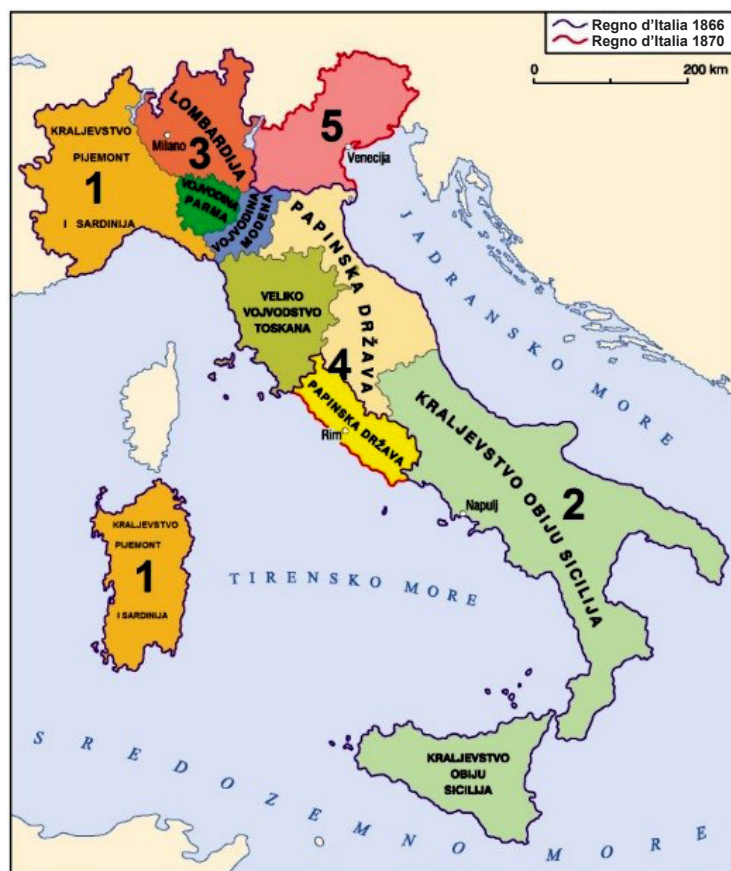 Regno d'Italia 1866
Regno d'Italia 1870
0 200 km
KRALJEVSTVO
PIJEMONT
1
I SARDINIJA
LOMBARDIJA
Milano
3
5
Venecija
VOJVODINA
PARMA
VOJVODINA
MODENA
PAPINSKA DRŽAVA
JADRANSKO MORE
VELIKO
VOJVODSTVO
TOSKANA
4
PAPINSKA DRŽAVA
Rim
KRALJEVSTVO OBIJU SICILIJA
2
Napulj
KRALJEVSTVO
PIJEMONT
1
I SARDINIJA
TIRENSKO MORE
KRALJEVSTVO
OBIJU
SICILIJA
SREDOZEMNO MORE